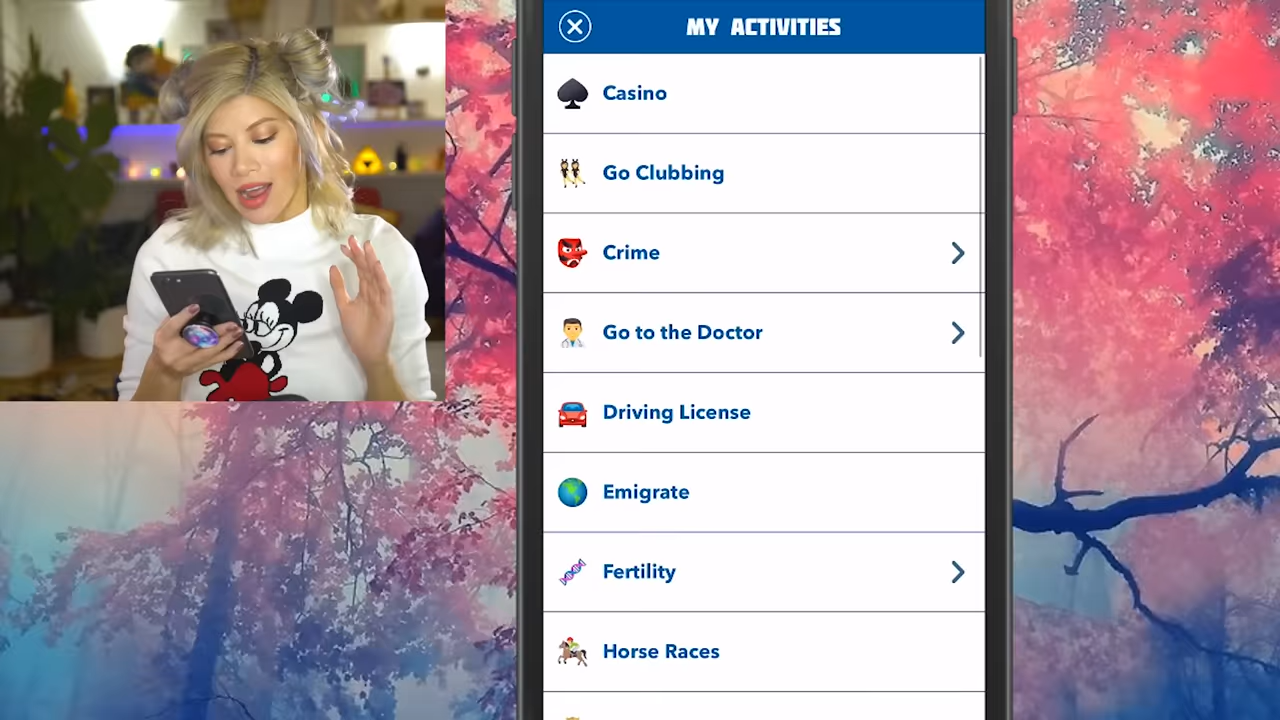 MY ACTIVITIES
Casino
Go Clubbing
Crime
Go to the Doctor
Driving License
Emigrate
Fertility
Horse Races